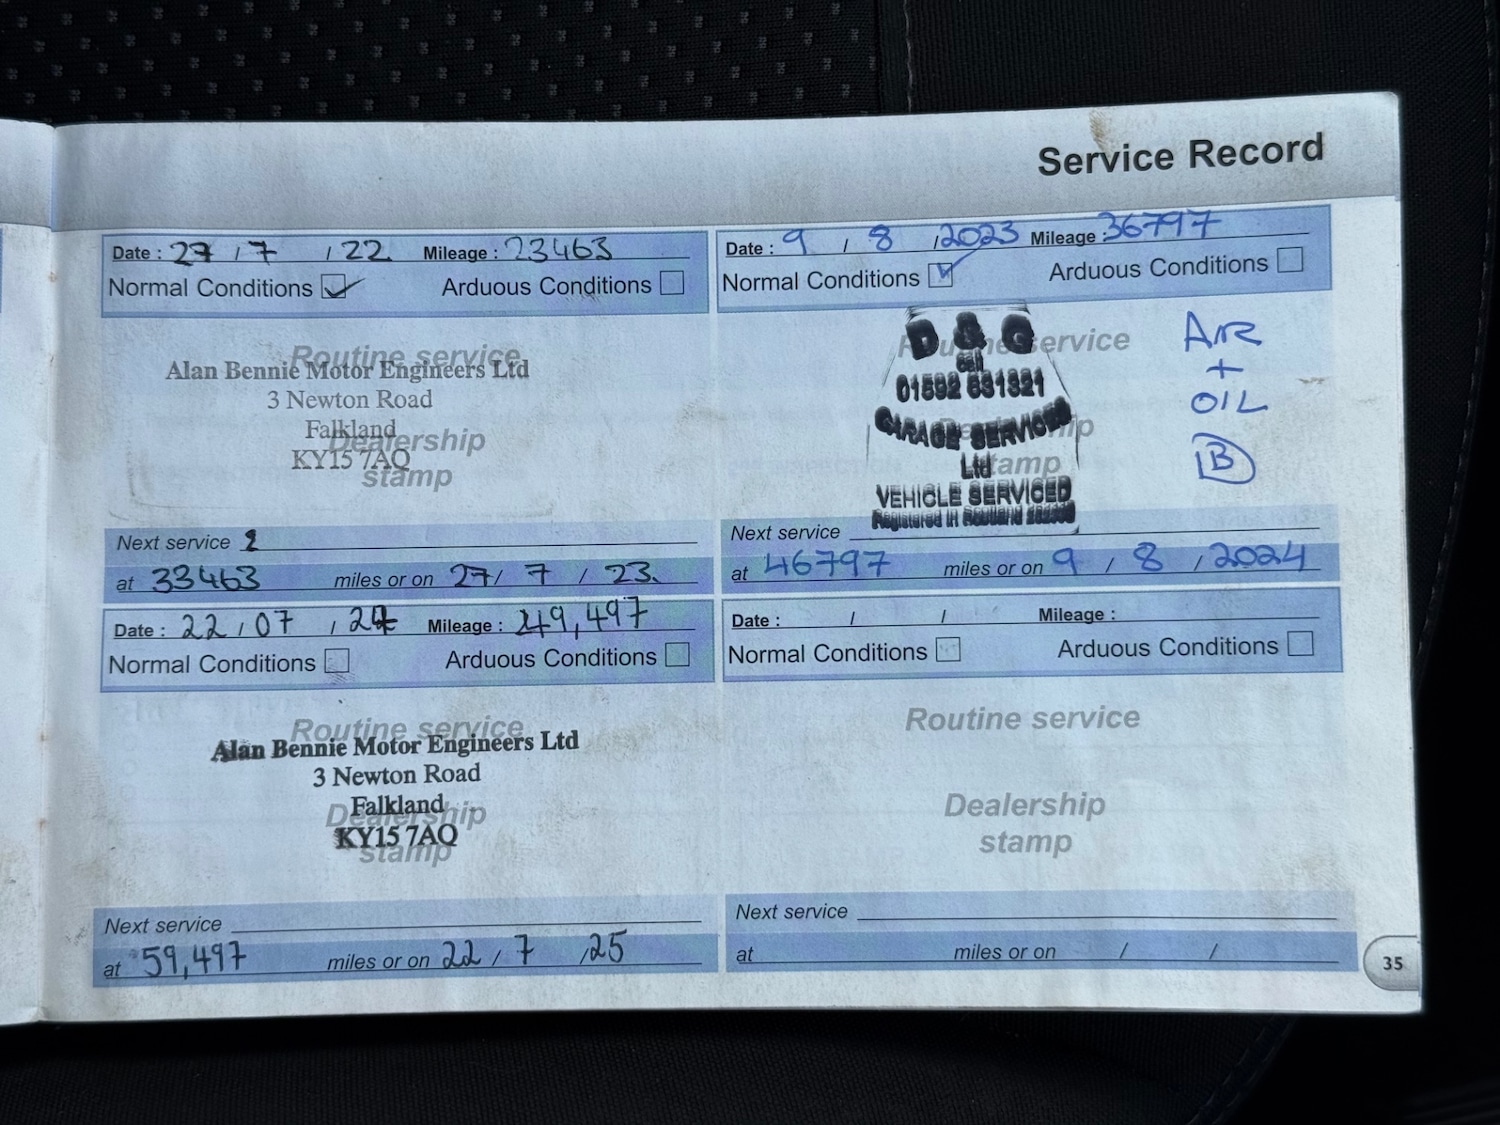 Service Record
Date : 27 / 7 / 22 Mileage : 23463
Normal Conditions Arduous Conditions
Routine service
Alan Bennie Motor Engineers Ltd
3 Newton Road
Falkland
Dealership
KY15 7AQ
stamp
Next service
at 33463 miles or on 27/ 7 / 23.
Date : 9 / 8 / 2023 Mileage : 36797
Normal Conditions Arduous Conditions
Routine service
D & G
call
01592 631321
GARAGE SERVICES
Ltd
stamp
VEHICLE SERVICED
Registered in Scotland
AIR
+
OIL
B
Next service
at 46797 miles or on 9 / 8 / 2024
Date : 22 / 07 / 24 Mileage : 49,497
Normal Conditions Arduous Conditions
Routine service
Alan Bennie Motor Engineers Ltd
3 Newton Road
Falkland
Dealership
KY15 7AQ
stamp
Next service
at 59,497 miles or on 22 / 7 / 25
Date : / / Mileage :
Normal Conditions Arduous Conditions
Routine service
Dealership
stamp
Next service
at miles or on / /
35